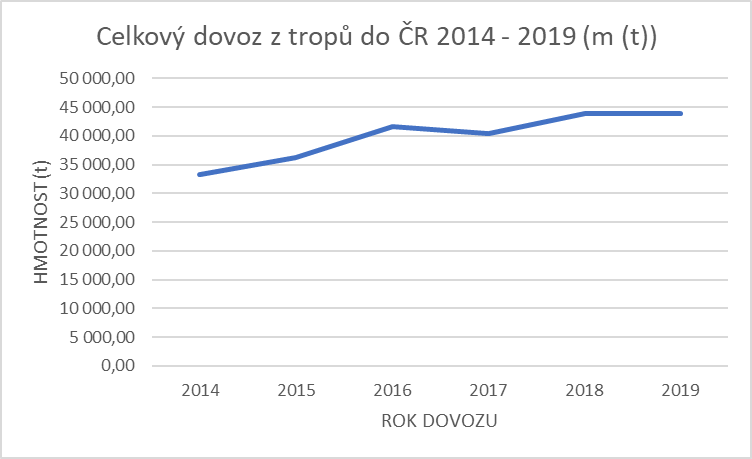 Celkový dovoz z tropů do ČR 2014 - 2019 (m (t))
50 000,00
45 000,00
40 000,00
35 000,00
30 000,00
25 000,00
20 000,00
15 000,00
10 000,00
5 000,00
0,00
HMOTNOST (t)
2014 2015 2016 2017 2018 2019
ROK DOVOZU